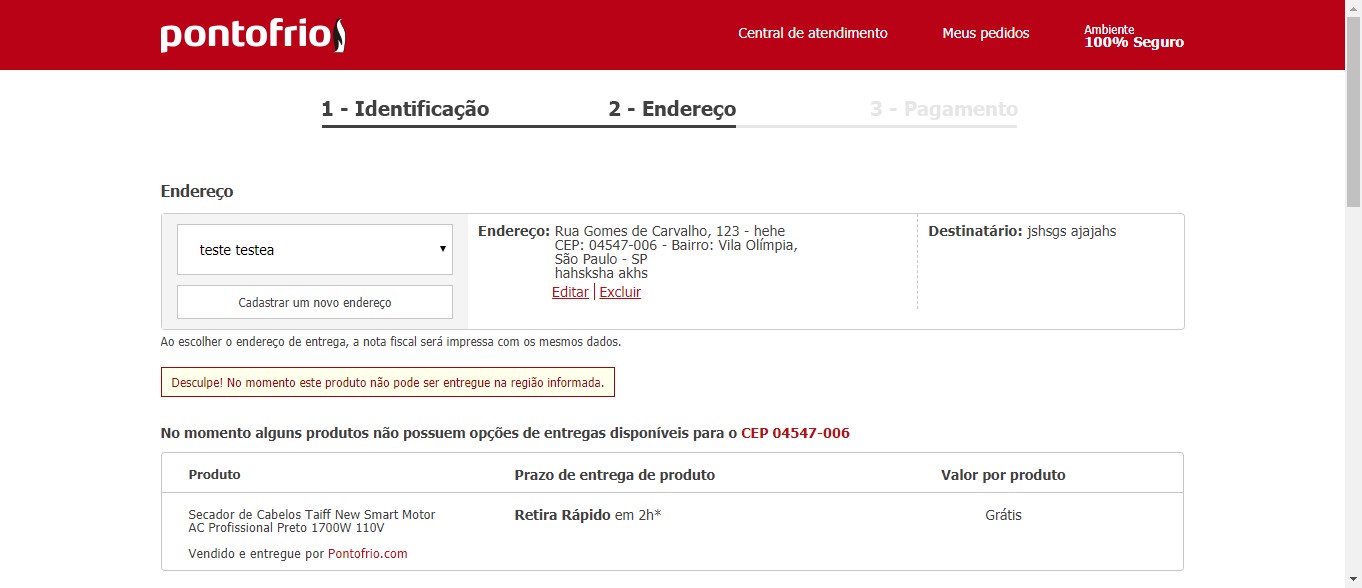 pontofrio
Central de atendimento
Meus pedidos
Ambiente
100% Seguro
1 - Identificação
2 - Endereço
3 - Pagamento
Endereço
teste testea
Cadastrar um novo endereço
Endereço: Rua Gomes de Carvalho, 123 - hehe
CEP: 04547-006 - Bairro: Vila Olímpia,
São Paulo - SP
hahsksha akhs
Editar | Excluir
Destinatário: jshsgs ajajahs
Ao escolher o endereço de entrega, a nota fiscal será impressa com os mesmos dados.
Desculpe! No momento este produto não pode ser entregue na região informada.
No momento alguns produtos não possuem opções de entregas disponíveis para o CEP 04547-006
Produto
Prazo de entrega de produto
Valor por produto
Secador de Cabelos Taiff New Smart Motor
AC Profissional Preto 1700W 110V
Retira Rápido em 2h*
Grátis
Vendido e entregue por Pontofrio.com